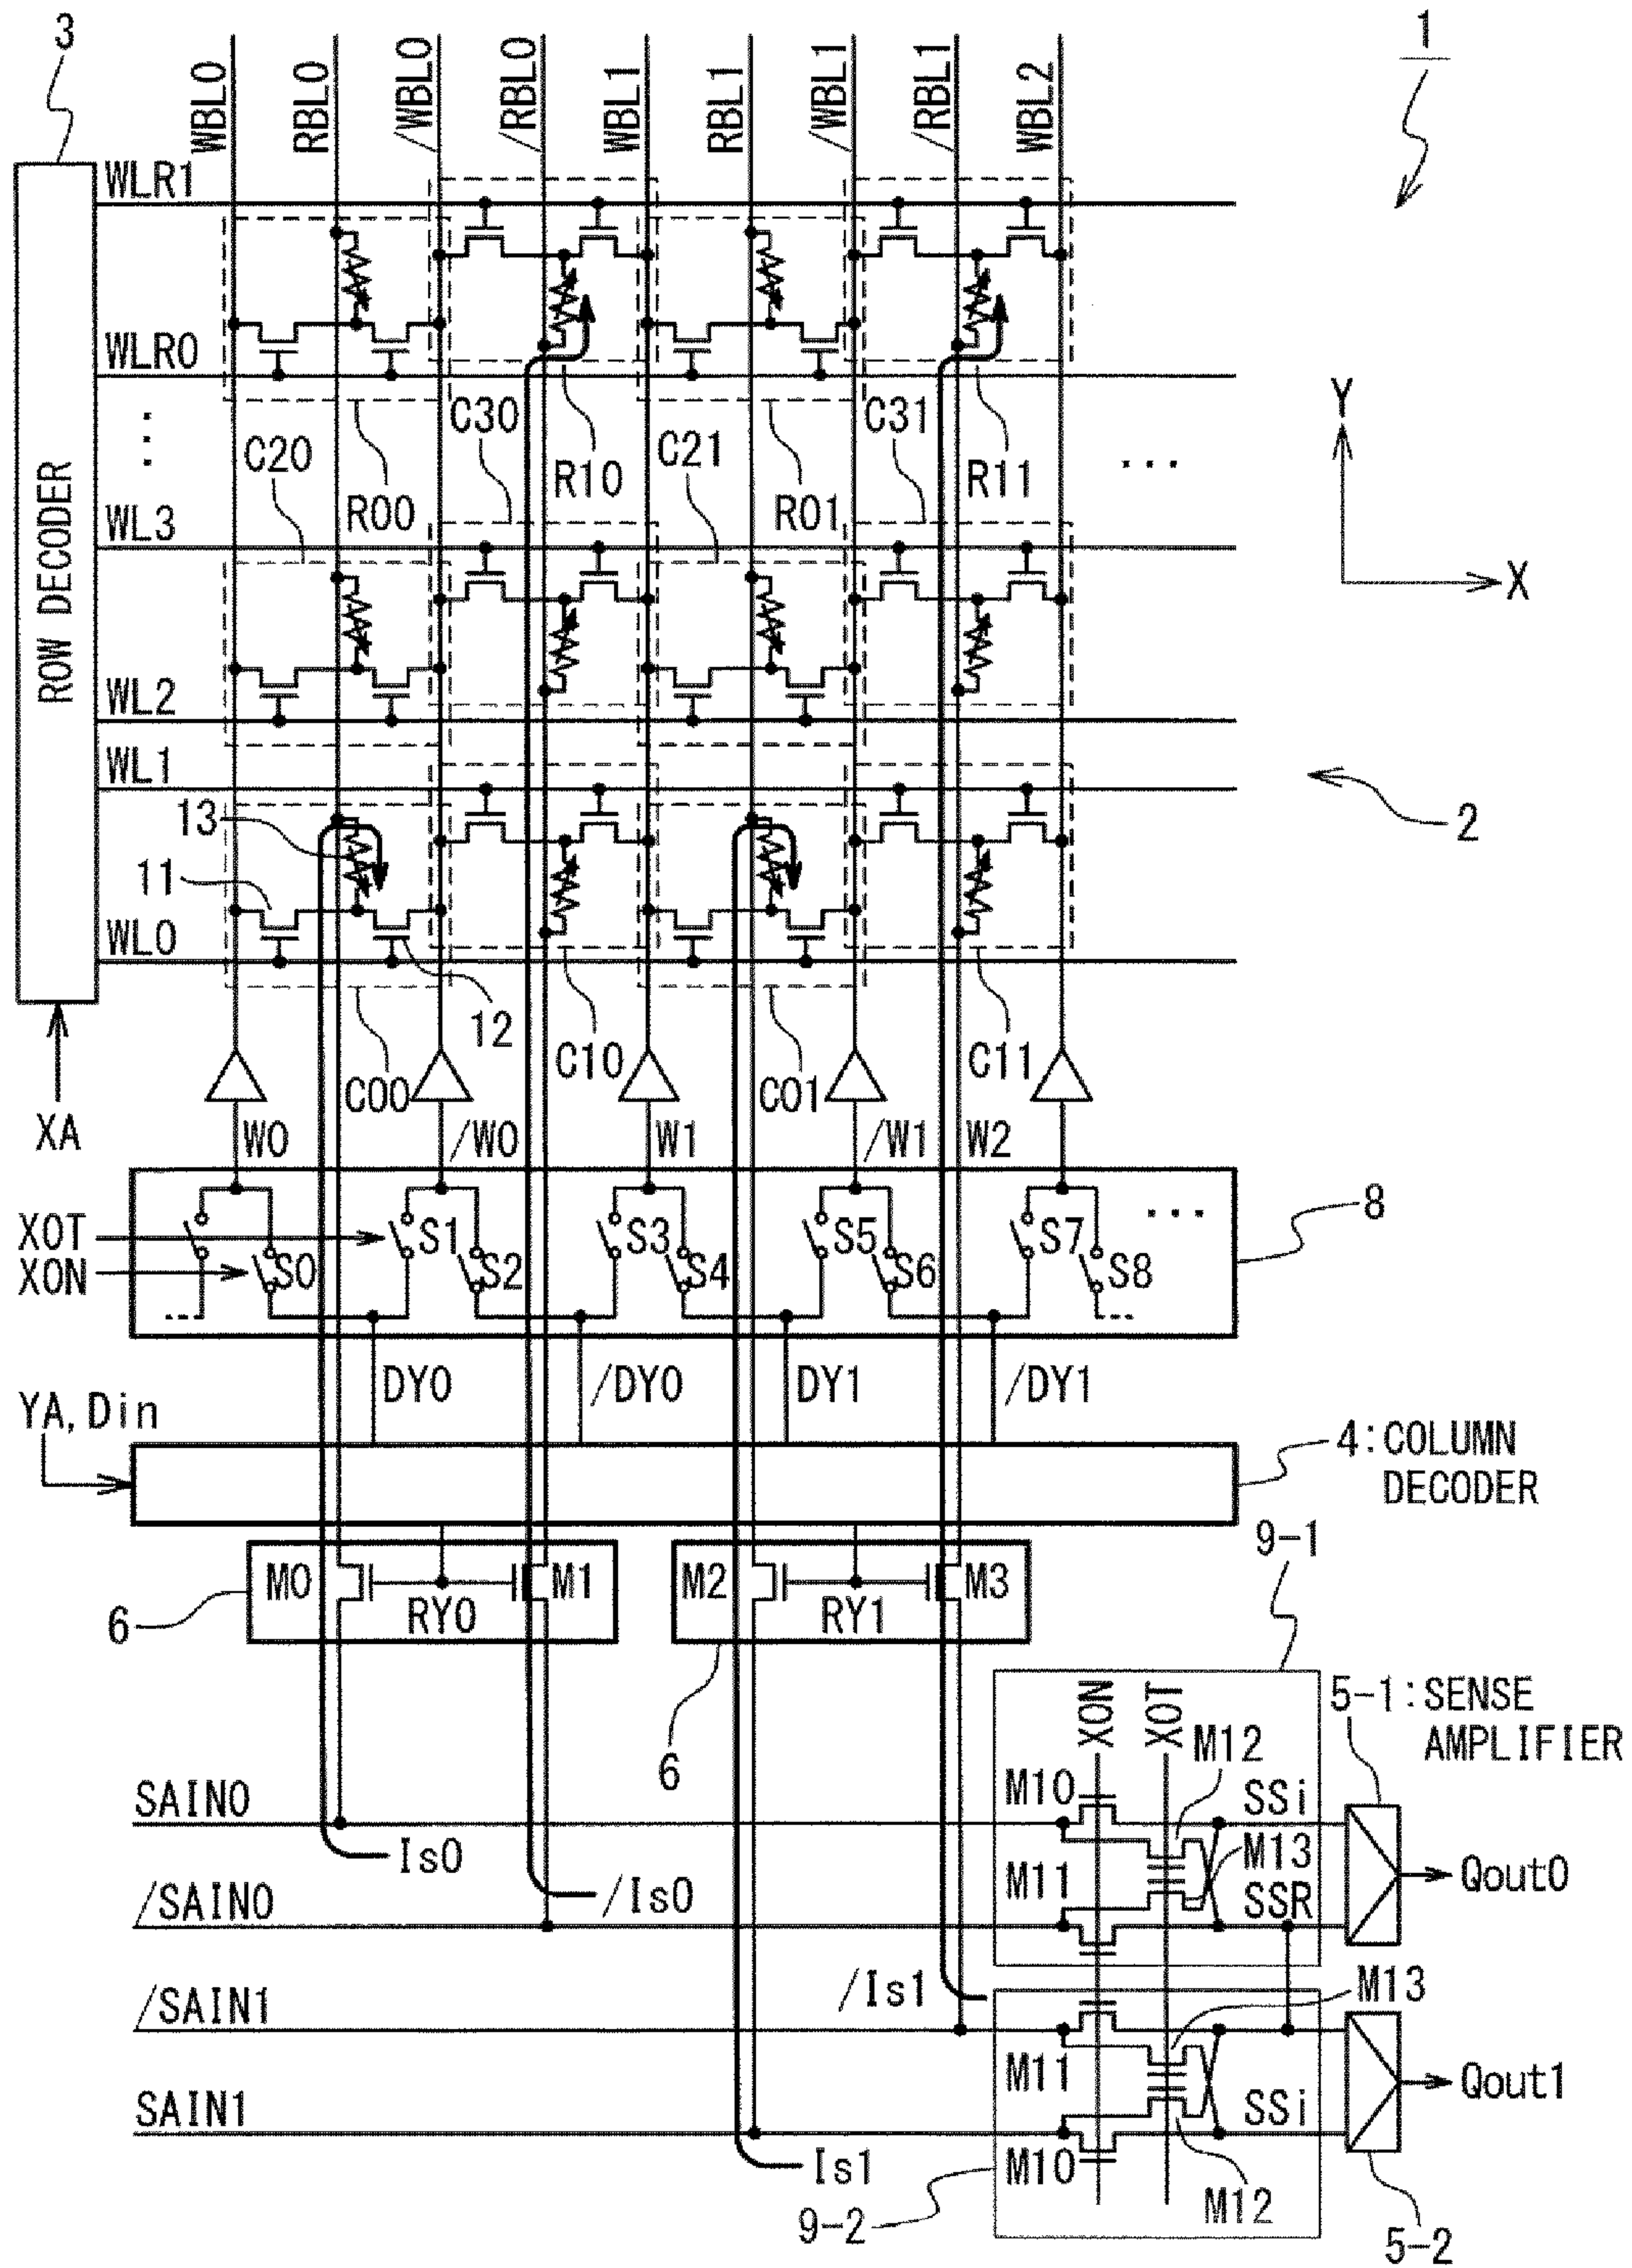 3
1
WBL0
RBL0
/WBL0
/RBL0
WBL1
RBL1
/WBL1
/RBL1
WBL2
WLR1
WLR0
C20
R00
C30
R10
C21
R01
C31
R11
...
Y
X
ROW DECODER
WL3
WL2
WL1
13
11
WL0
2
12
C00
C10
C01
C11
XA
W0
/W0
W1
/W1
W2
XOT
XON
S0
S1
S2
S3
S4
S5
S6
S7
S8
...
8
DY0
/DY0
DY1
/DY1
YA, Din
4:COLUMN
DECODER
9-1
M0
RY0
M1
M2
RY1
M3
6
6
XON
XOT
5-1:SENSE
AMPLIFIER
SAIN0
Is0
M10
M12
SSi
M13
M11
SSR
Qout0
/SAIN0
/Is0
/SAIN1
/Is1
M13
M11
Qout1
SAIN1
Is1
SSi
M10
M12
9-2
5-2